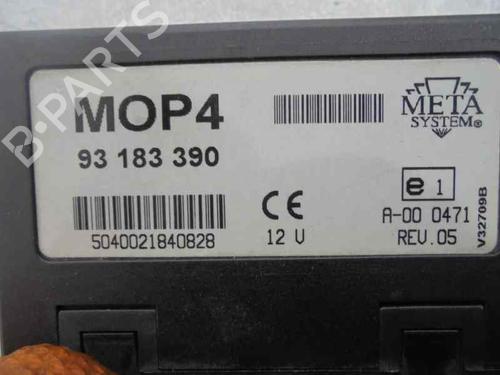 MOP4
93 183 390
META
SYSTEM®
e 1
5040021840828
CE
12 V
A-00 0471
REV.05
V32709B
B-PARTS